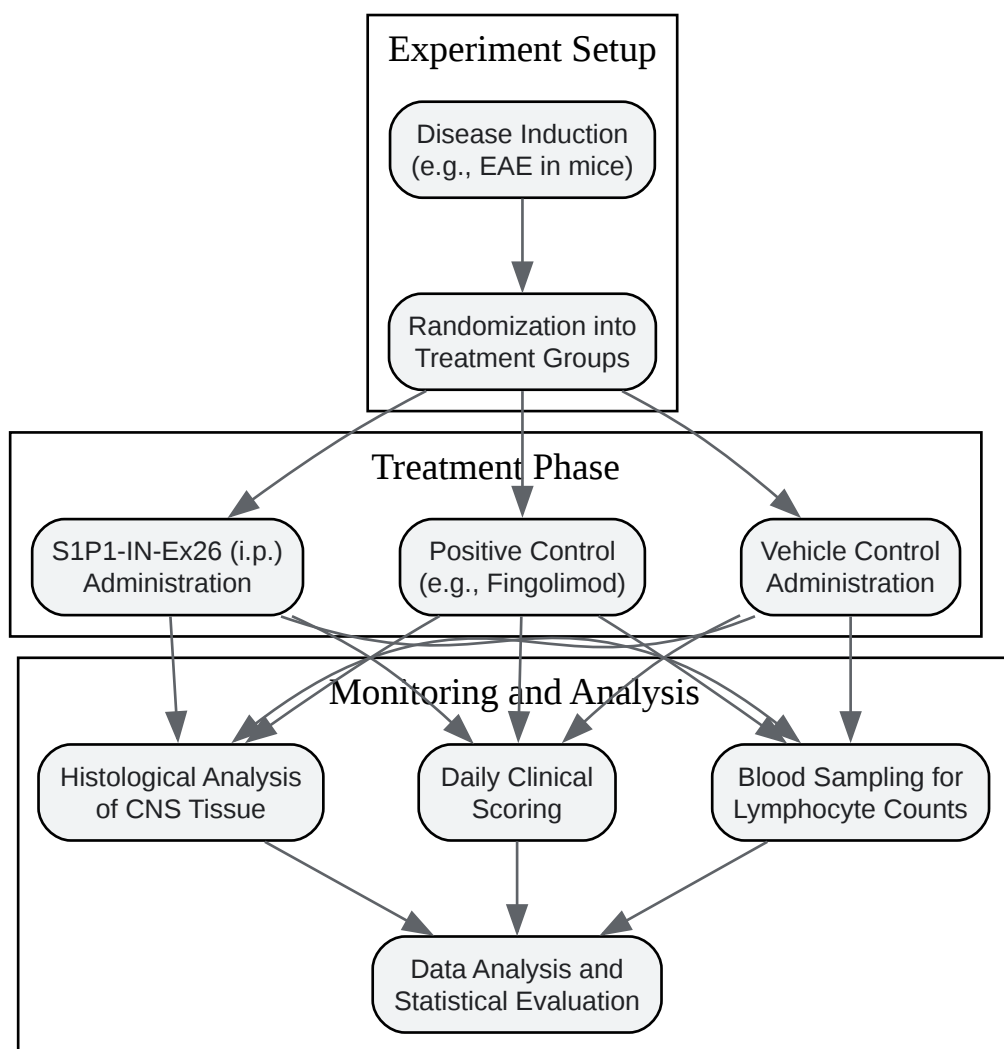 Experiment Setup
Disease Induction
(e.g., EAE in mice)
Randomization into
Treatment Groups
Treatment Phase
S1P1-IN-Ex26 (i.p.)
Administration
Positive Control
(e.g., Fingolimod)
Vehicle Control
Administration
Monitoring and Analysis
Histological Analysis
of CNS Tissue
Daily Clinical
Scoring
Blood Sampling for
Lymphocyte Counts
Data Analysis and
Statistical Evaluation